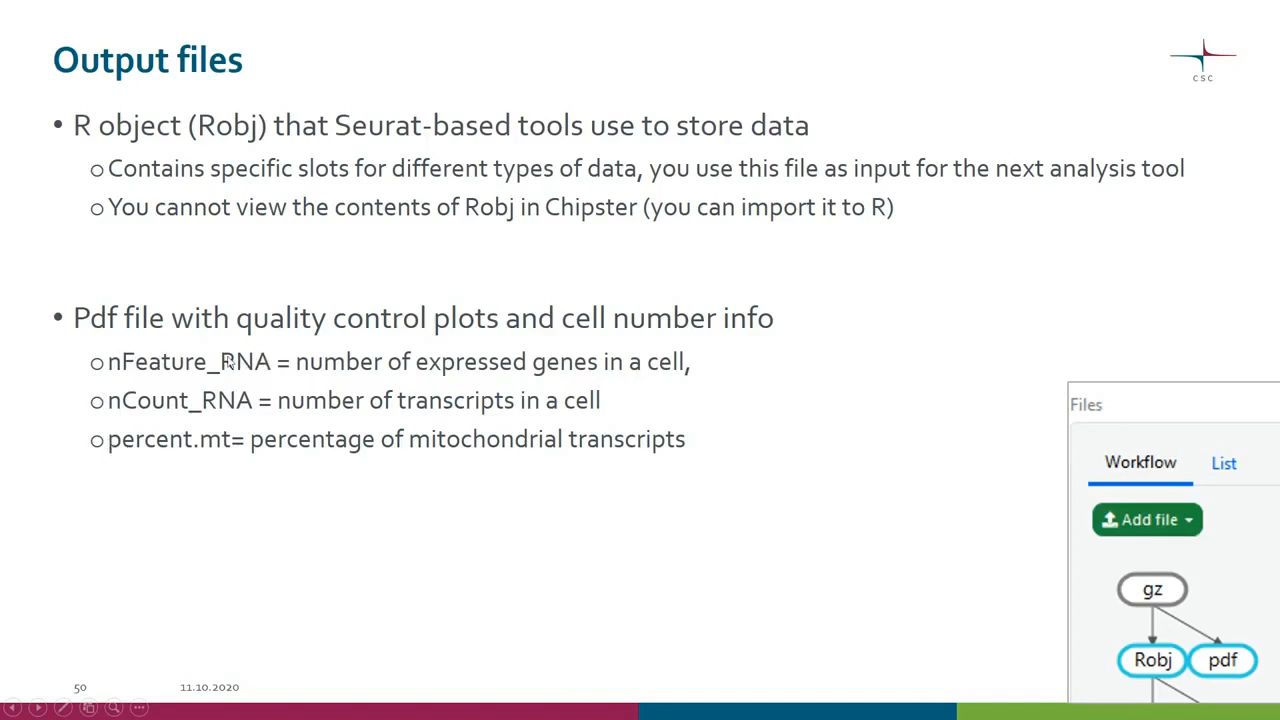 Output files
CSC
• R object (Robj) that Seurat-based tools use to store data
o Contains specific slots for different types of data, you use this file as input for the next analysis tool
o You cannot view the contents of Robj in Chipster (you can import it to R)
• Pdf file with quality control plots and cell number info
o nFeature_RNA = number of expressed genes in a cell,
o nCount_RNA = number of transcripts in a cell
o percent.mt= percentage of mitochondrial transcripts
Files
Workflow List
Add file
gz
Robj pdf
50 11.10.2020